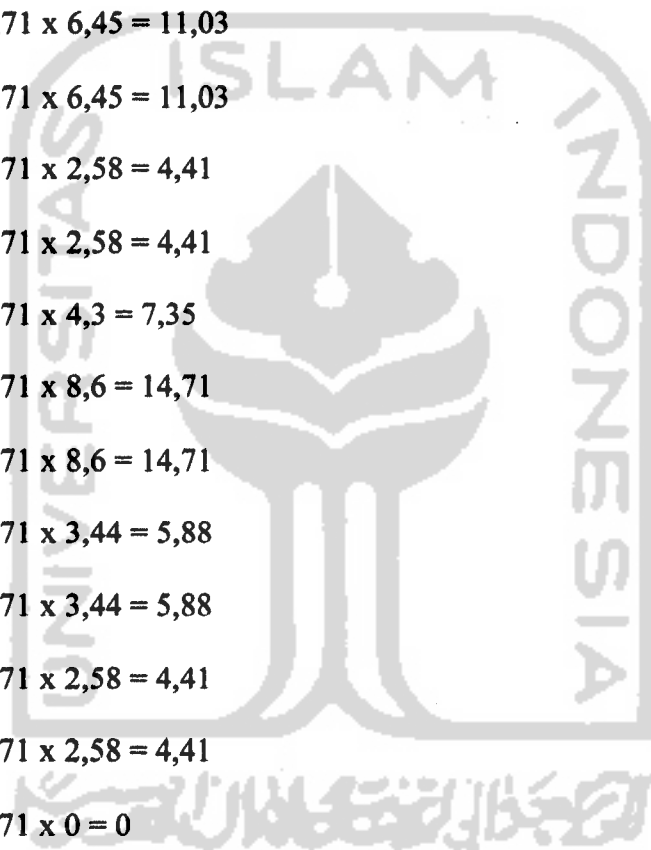 71 x 6,45 = 11,03
ISLAM
71 x 6,45 = 11,03
71 x 2,58 = 4,41
71 x 2,58 = 4,41
71 x 4,3 = 7,35
71 x 8,6 = 14,71
71 x 8,6 = 14,71
71 x 3,44 = 5,88
71 x 3,44 = 5,88
71 x 2,58 = 4,41
71 x 2,58 = 4,41
71 x 0 = 0
UNIVERSITAS
INDONESIA